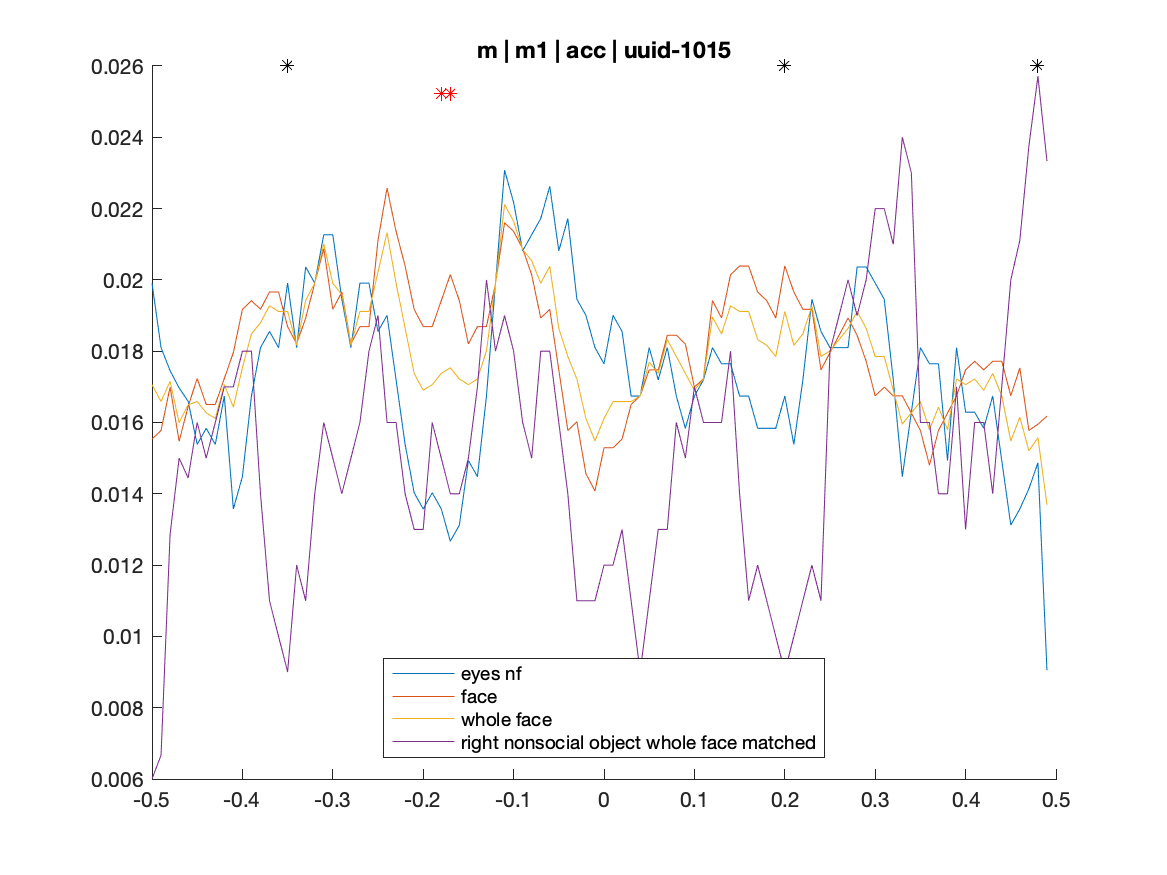 m | m1 | acc | uuid-1015
0.026
0.024
0.022
0.02
0.018
0.016
0.014
0.012
0.01
0.008
0.006
eyes nf
face
whole face
right nonsocial object whole face matched
-0.5 -0.4 -0.3 -0.2 -0.1 0 0.1 0.2 0.3 0.4 0.5